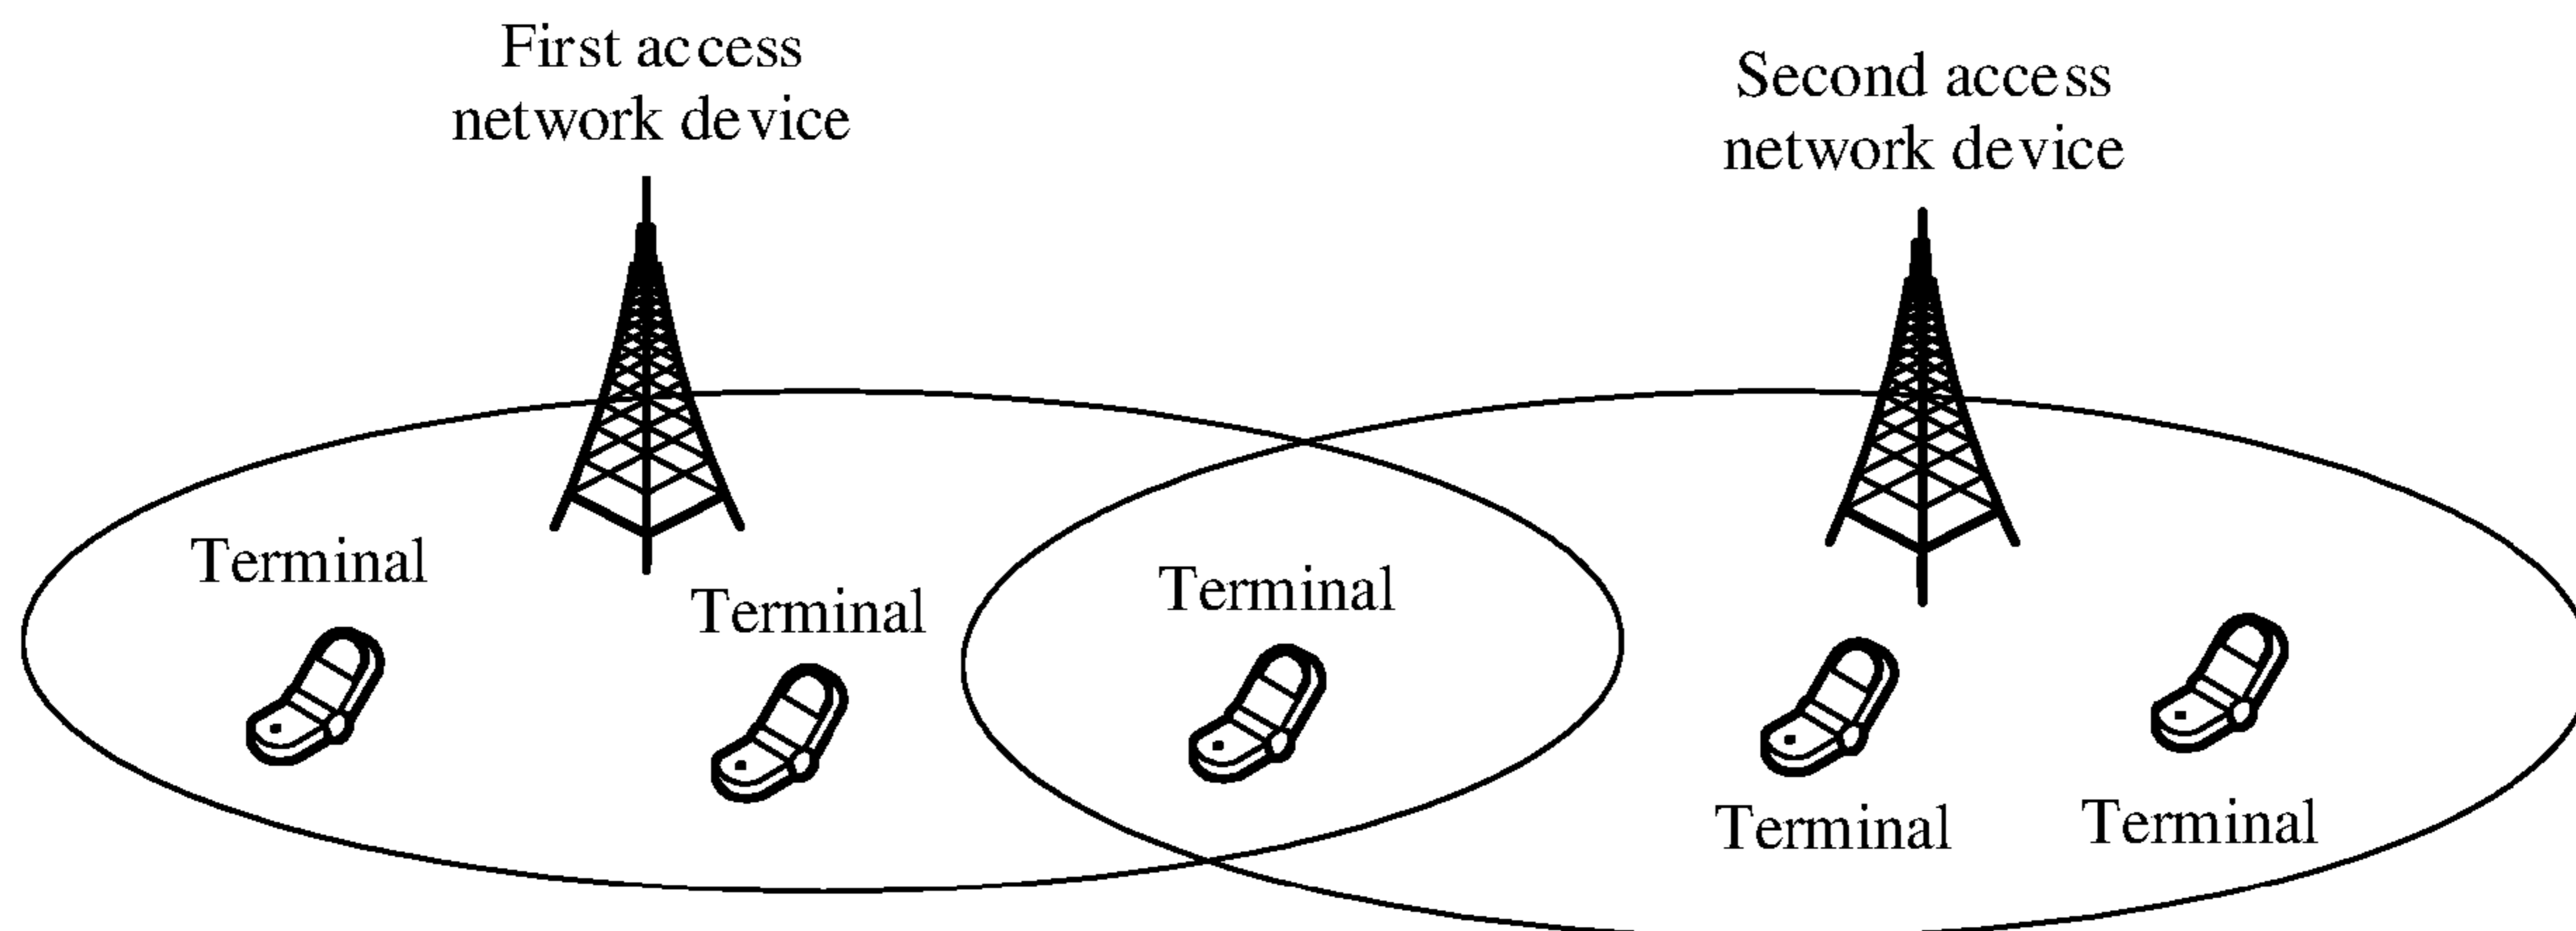 First access
network device
Second access
network device
Terminal
Terminal
Terminal
Terminal
Terminal